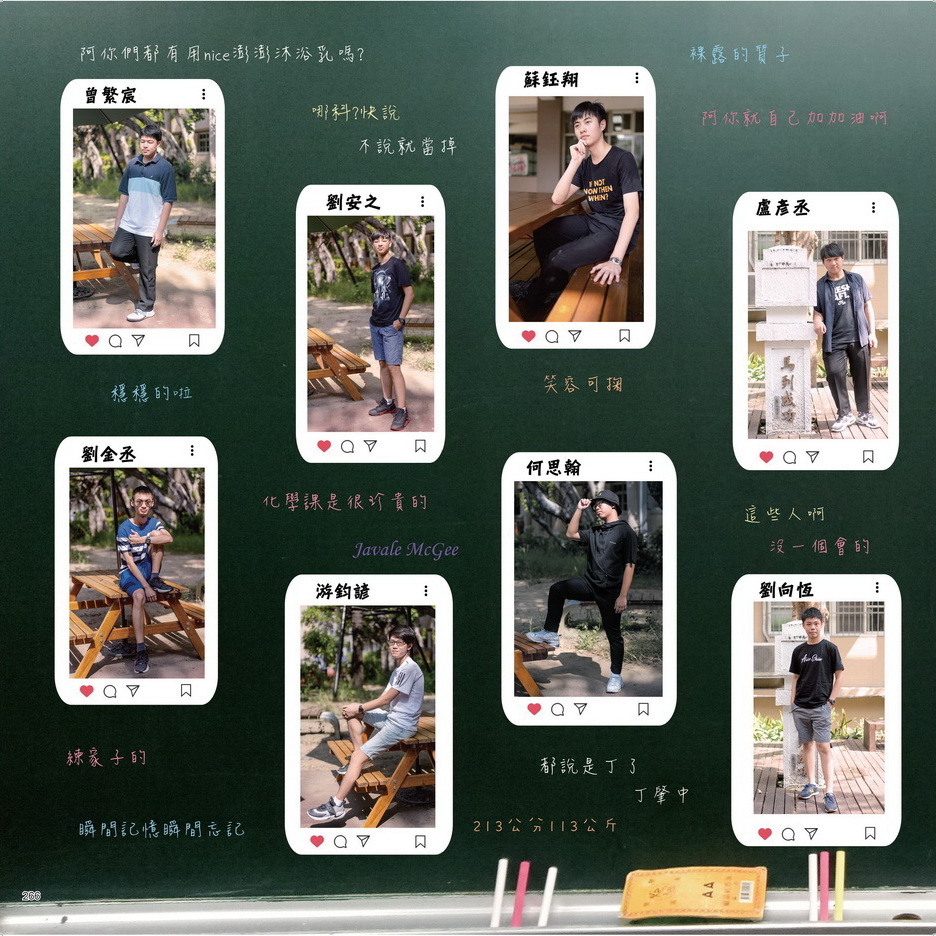 阿你們都有用nice澎澎沐浴乳嗎?
裸露的質子
曾繁宸
蘇鈺翔
哪科?快說
阿你就自己加加油啊
不說就當掉
劉安之
盧彥丞
IF NOT
NOW THEN
WHEN?
馬到成功
笑容可掬
穩穩的啦
劉金丞
何思翰
化學課是很珍貴的
這些人啊
沒一個會的
Javale McGee
游鈞諺
劉向恆
練家子的
都說是丁了
丁肇中
瞬間記憶瞬間忘記
213公分113公斤
266